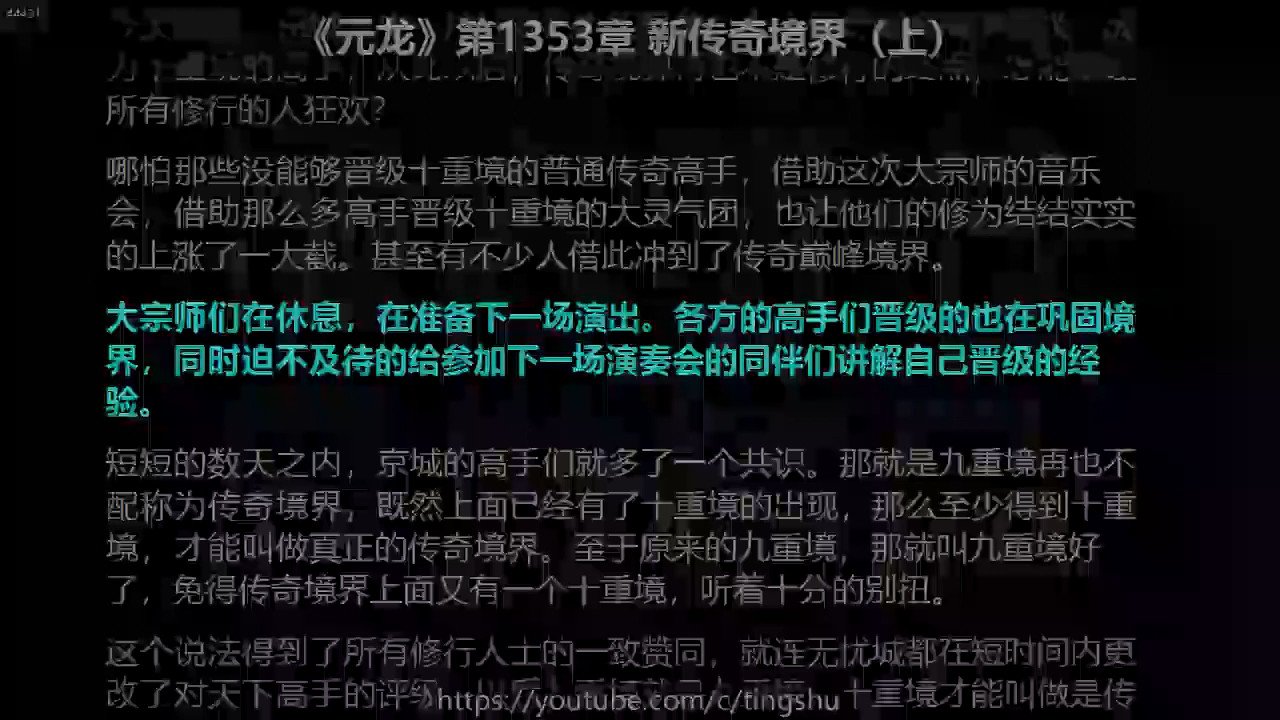 《元龙》第1353章 新传奇境界（上）
所有修行的人狂欢？
哪怕那些没能够晋级十重境的普通传奇高手，借助这次大宗师的音乐
会，借助那么多高手晋级十重境的大灵气团，也让他们的修为结结实实
的上涨了一大截。甚至有不少人借此冲到了传奇巅峰境界。
大宗师们在休息，在准备下一场演出。各方的高手们晋级的也在巩固境
界，同时迫不及待的给参加下一场演奏会的同伴们讲解自己晋级的经
验。
短短的数天之内，京城的高手们就多了一个共识。那就是九重境再也不
配称为传奇境界，既然上面已经有了十重境的出现，那么至少得到十重
境，才能叫做真正的传奇境界。至于原来的九重境，那就叫九重境好
了，免得传奇境界上面又有一个十重境，听着十分的别扭。
这个说法得到了所有修行人士的一致赞同，就连无忧城都在短时间内更
改了对天下高手的评级 十重境才能叫做是传
https://youtube.com/c/tingshu